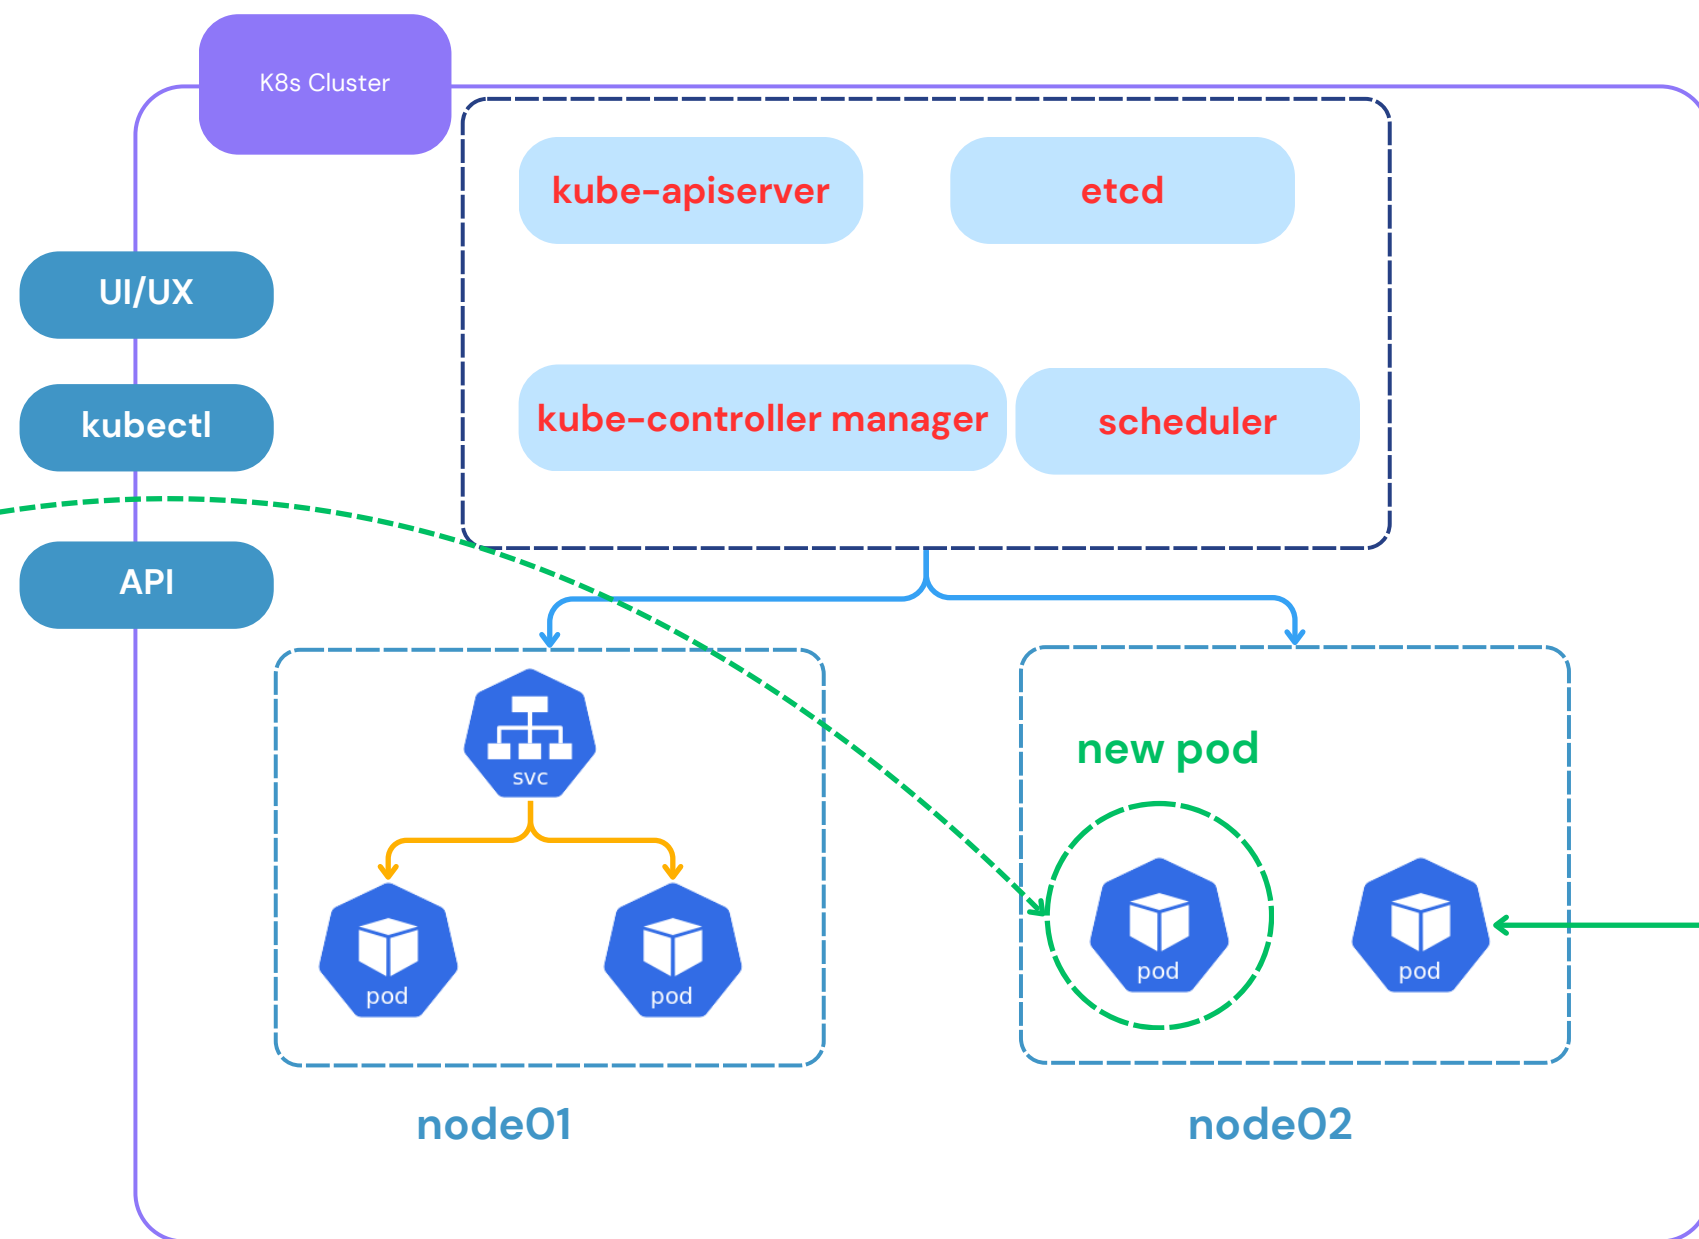 K8s Cluster
kube-apiserver
etcd
UI/UX
kubectl
kube-controller manager
scheduler
API
svc
new pod
pod
pod
pod
pod
node01
node02